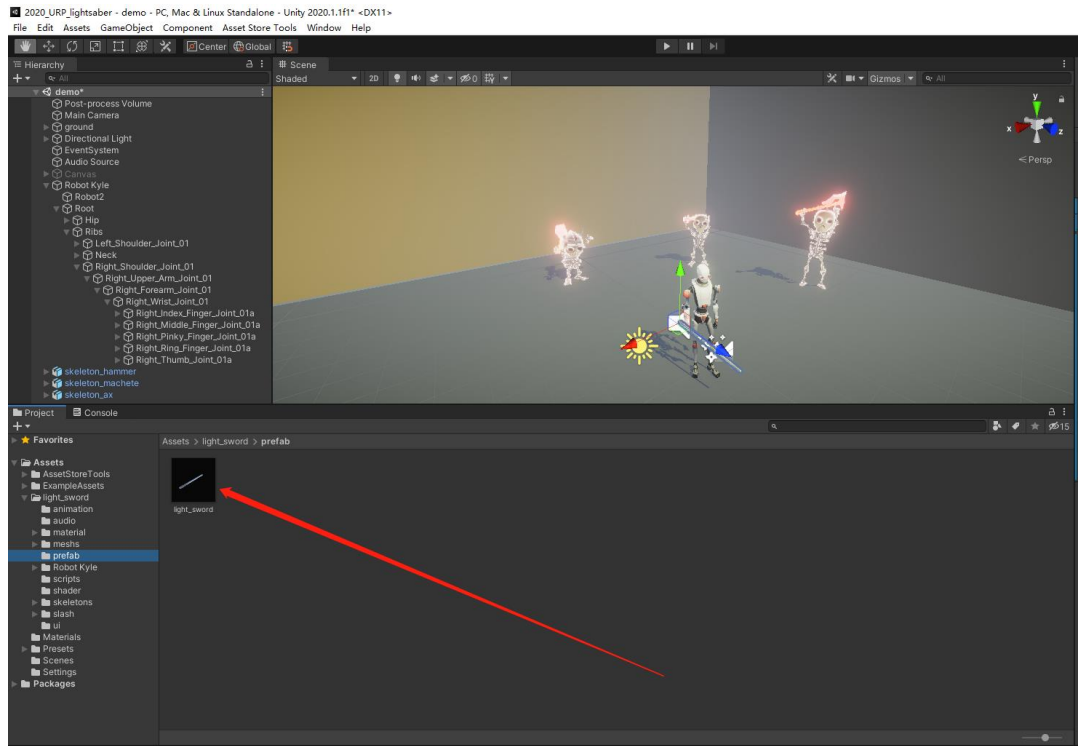 2020_URP_lightsaber - demo - PC, Mac & Linux Standalone - Unity 2020.1.1f1* <DX11>
File Edit Assets GameObject Component Asset Store Tools Window Help
Center Global
Hierarchy
All
demo*
Post-process Volume
Main Camera
ground
Directional Light
EventSystem
Audio Source
Canvas
Robot Kyle
Robot2
Root
Hip
Ribs
Left_Shoulder_Joint_01
Neck
Right_Shoulder_Joint_01
Right_Upper_Arm_Joint_01
Right_Forearm_Joint_01
Right_Wrist_Joint_01
Right_Index_Finger_Joint_01a
Right_Middle_Finger_Joint_01a
Right_Pinky_Finger_Joint_01a
Right_Ring_Finger_Joint_01a
Right_Thumb_Joint_01a
skeleton_hammer
skeleton_machete
skeleton_ax
Scene
Shaded 2D 0 Gizmos All
y
x z
Persp
Project Console
15
Favorites
Assets
AssetStoreTools
ExampleAssets
light_sword
animation
audio
material
meshs
prefab
Robot Kyle
scripts
shader
skeletons
slash
ui
Materials
Presets
Scenes
Settings
Packages
Assets > light_sword > prefab
light_sword